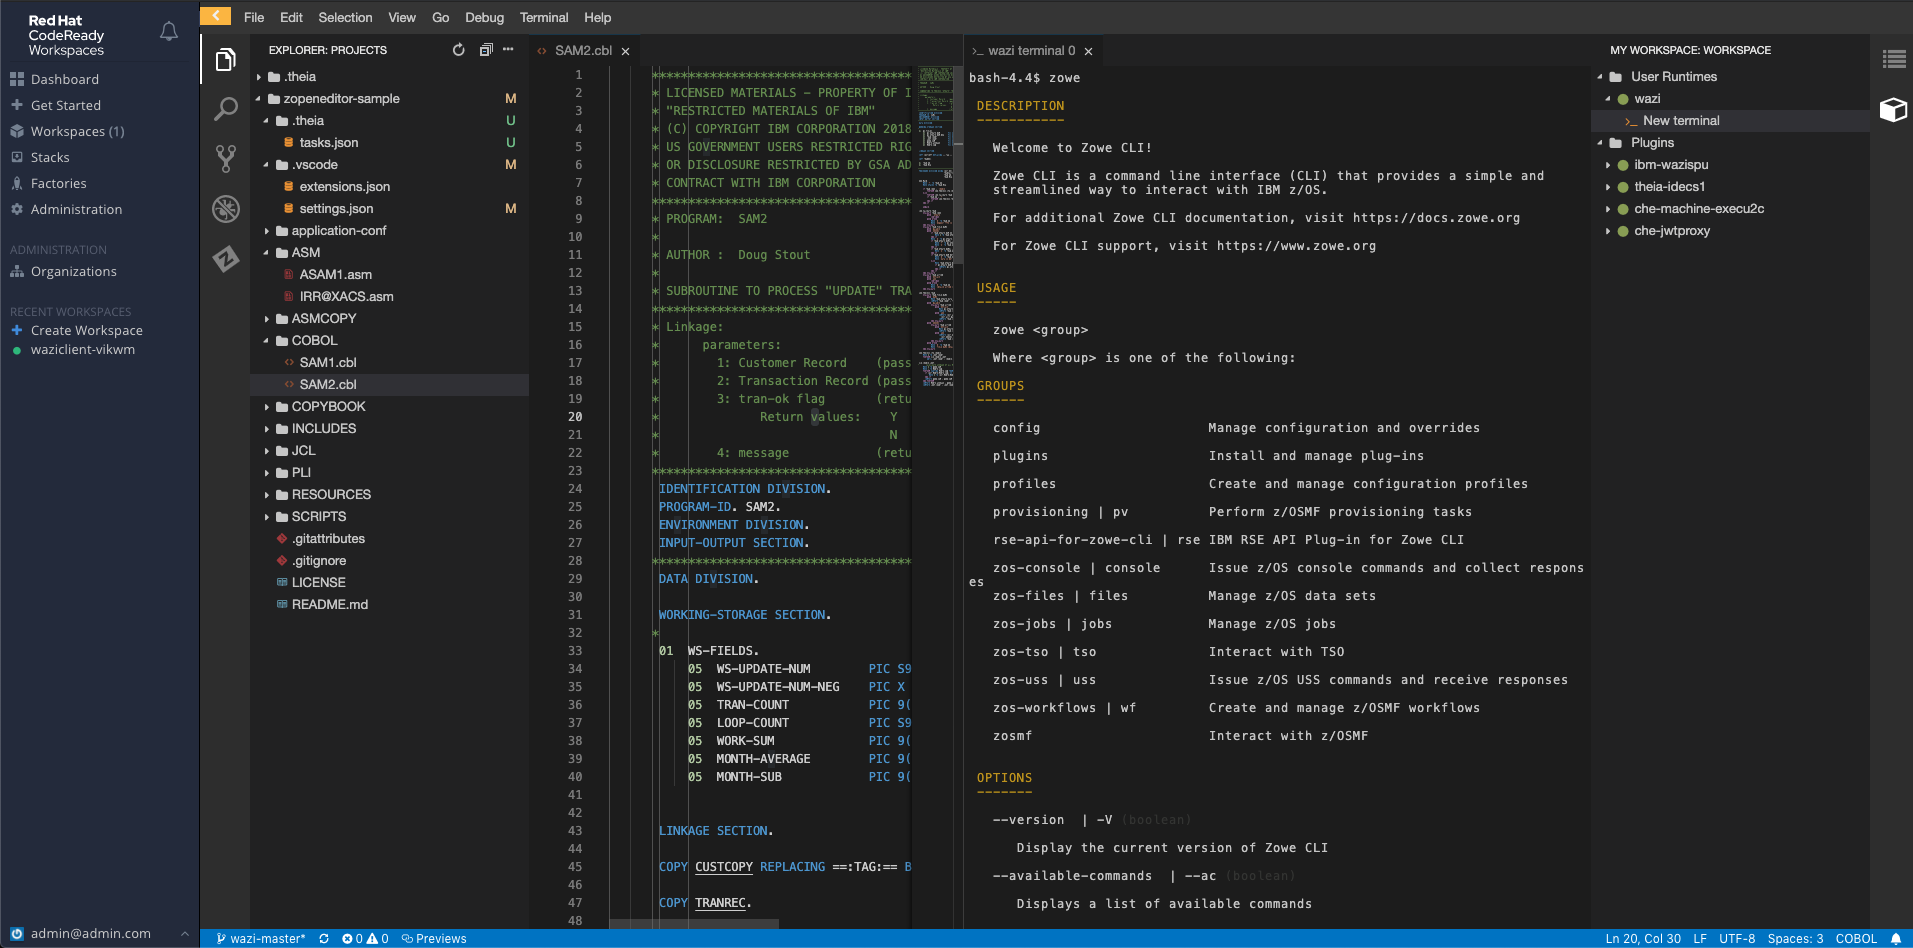 Red Hat
CodeReady
Workspaces
Dashboard
Get Started
Workspaces (1)
Stacks
Factories
Administration
ADMINISTRATION
Organizations
RECENT WORKSPACES
Create Workspace
waziclient-vikwm
admin@admin.com
File Edit Selection View Go Debug Terminal Help
EXPLORER: PROJECTS
.theia
zopeneditor-sample M
.theia U
tasks.json U
.vscode M
extensions.json
settings.json M
application-conf
ASM
ASAM1.asm
IRR@XACS.asm
ASMCOPY
COBOL
SAM1.cbl
SAM2.cbl
COPYBOOK
INCLUDES
JCL
PLI
RESOURCES
SCRIPTS
.gitattributes
.gitignore
LICENSE
README.md
SAM2.cbl
1 ************************************
2 * LICENSED MATERIALS - PROPERTY OF I
3 * "RESTRICTED MATERIALS OF IBM"
4 * (C) COPYRIGHT IBM CORPORATION 2018
5 * US GOVERNMENT USERS RESTRICTED RIG
6 * OR DISCLOSURE RESTRICTED BY GSA AD
7 * CONTRACT WITH IBM CORPORATION
8 ************************************
9 * PROGRAM:  SAM2
10 *
11 * AUTHOR :  Doug Stout
12 *
13 * SUBROUTINE TO PROCESS "UPDATE" TRA
14 ************************************
15 * Linkage:
16 *      parameters:
17 *        1: Customer Record    (pass
18 *        2: Transaction Record (pass
19 *        3: tran-ok flag       (retu
20 *              Return values:    Y
21 *                                N
22 *        4: message            (retu
23 ************************************
24 IDENTIFICATION DIVISION.
25 PROGRAM-ID. SAM2.
26 ENVIRONMENT DIVISION.
27 INPUT-OUTPUT SECTION.
28 ************************************
29 DATA DIVISION.
30
31 WORKING-STORAGE SECTION.
32 *
33 01  WS-FIELDS.
34     05  WS-UPDATE-NUM        PIC S9
35     05  WS-UPDATE-NUM-NEG    PIC X
36     05  TRAN-COUNT           PIC 9(
37     05  LOOP-COUNT           PIC S9
38     05  WORK-SUM             PIC 9(
39     05  MONTH-AVERAGE        PIC 9(
40     05  MONTH-SUB            PIC 9(
41
42
43 LINKAGE SECTION.
44
45 COPY CUSTCOPY REPLACING ==:TAG:== B
46
47 COPY TRANREC.
48
>_ wazi terminal 0
bash-4.4$ zowe
DESCRIPTION
-----------
Welcome to Zowe CLI!
Zowe CLI is a command line interface (CLI) that provides a simple and
streamlined way to interact with IBM z/OS.
For additional Zowe CLI documentation, visit https://docs.zowe.org
For Zowe CLI support, visit https://www.zowe.org
USAGE
-----
zowe <group>
Where <group> is one of the following:
GROUPS
------
config                     Manage configuration and overrides
plugins                    Install and manage plug-ins
profiles                   Create and manage configuration profiles
provisioning | pv          Perform z/OSMF provisioning tasks
rse-api-for-zowe-cli | rse IBM RSE API Plug-in for Zowe CLI
zos-console | console      Issue z/OS console commands and collect respons
es
zos-files | files          Manage z/OS data sets
zos-jobs | jobs            Manage z/OS jobs
zos-tso | tso              Interact with TSO
zos-uss | uss              Issue z/OS USS commands and receive responses
zos-workflows | wf         Create and manage z/OSMF workflows
zosmf                      Interact with z/OSMF
OPTIONS
-------
--version  | -V (boolean)
Display the current version of Zowe CLI
--available-commands  | --ac (boolean)
Displays a list of available commands
MY WORKSPACE: WORKSPACE
User Runtimes
wazi
>_ New terminal
Plugins
ibm-wazispu
theia-idecs1
che-machine-execu2c
che-jwtproxy
wazi-master* 0 0 Previews
Ln 20, Col 30 LF UTF-8 Spaces: 3 COBOL